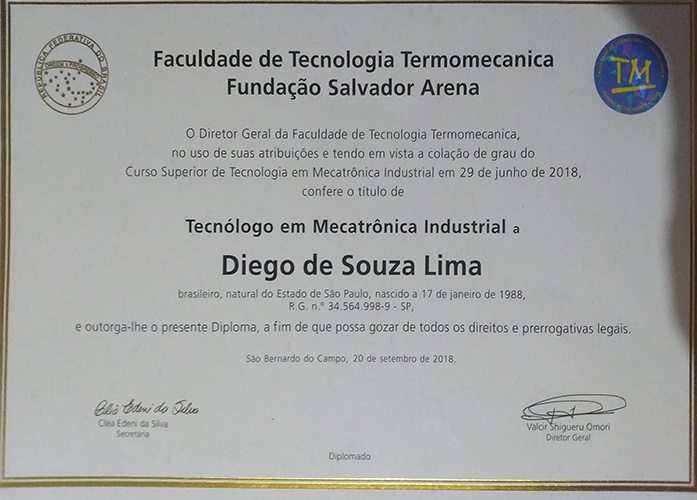 REPÚBLICA FEDERATIVA DO BRASIL
TM
Faculdade de Tecnologia Termomecanica
Fundação Salvador Arena
O Diretor Geral da Faculdade de Tecnologia Termomecanica,
no uso de suas atribuições e tendo em vista a colação de grau do
Curso Superior de Tecnologia em Mecatrônica Industrial em 29 de junho de 2018,
confere o título de
Tecnólogo em Mecatrônica Industrial a
Diego de Souza Lima
brasileiro, natural do Estado de São Paulo, nascido a 17 de janeiro de 1988,
R.G. n.º 34.564.998-9 - SP,
e outorga-lhe o presente Diploma, a fim de que possa gozar de todos os direitos e prerrogativas legais.
São Bernardo do Campo, 20 de setembro de 2018.
Cléa Edeni da Silva
Cléa Edeni da Silva
Secretária
Valcir Shigueru Omori
Diretor Geral
Diplomado